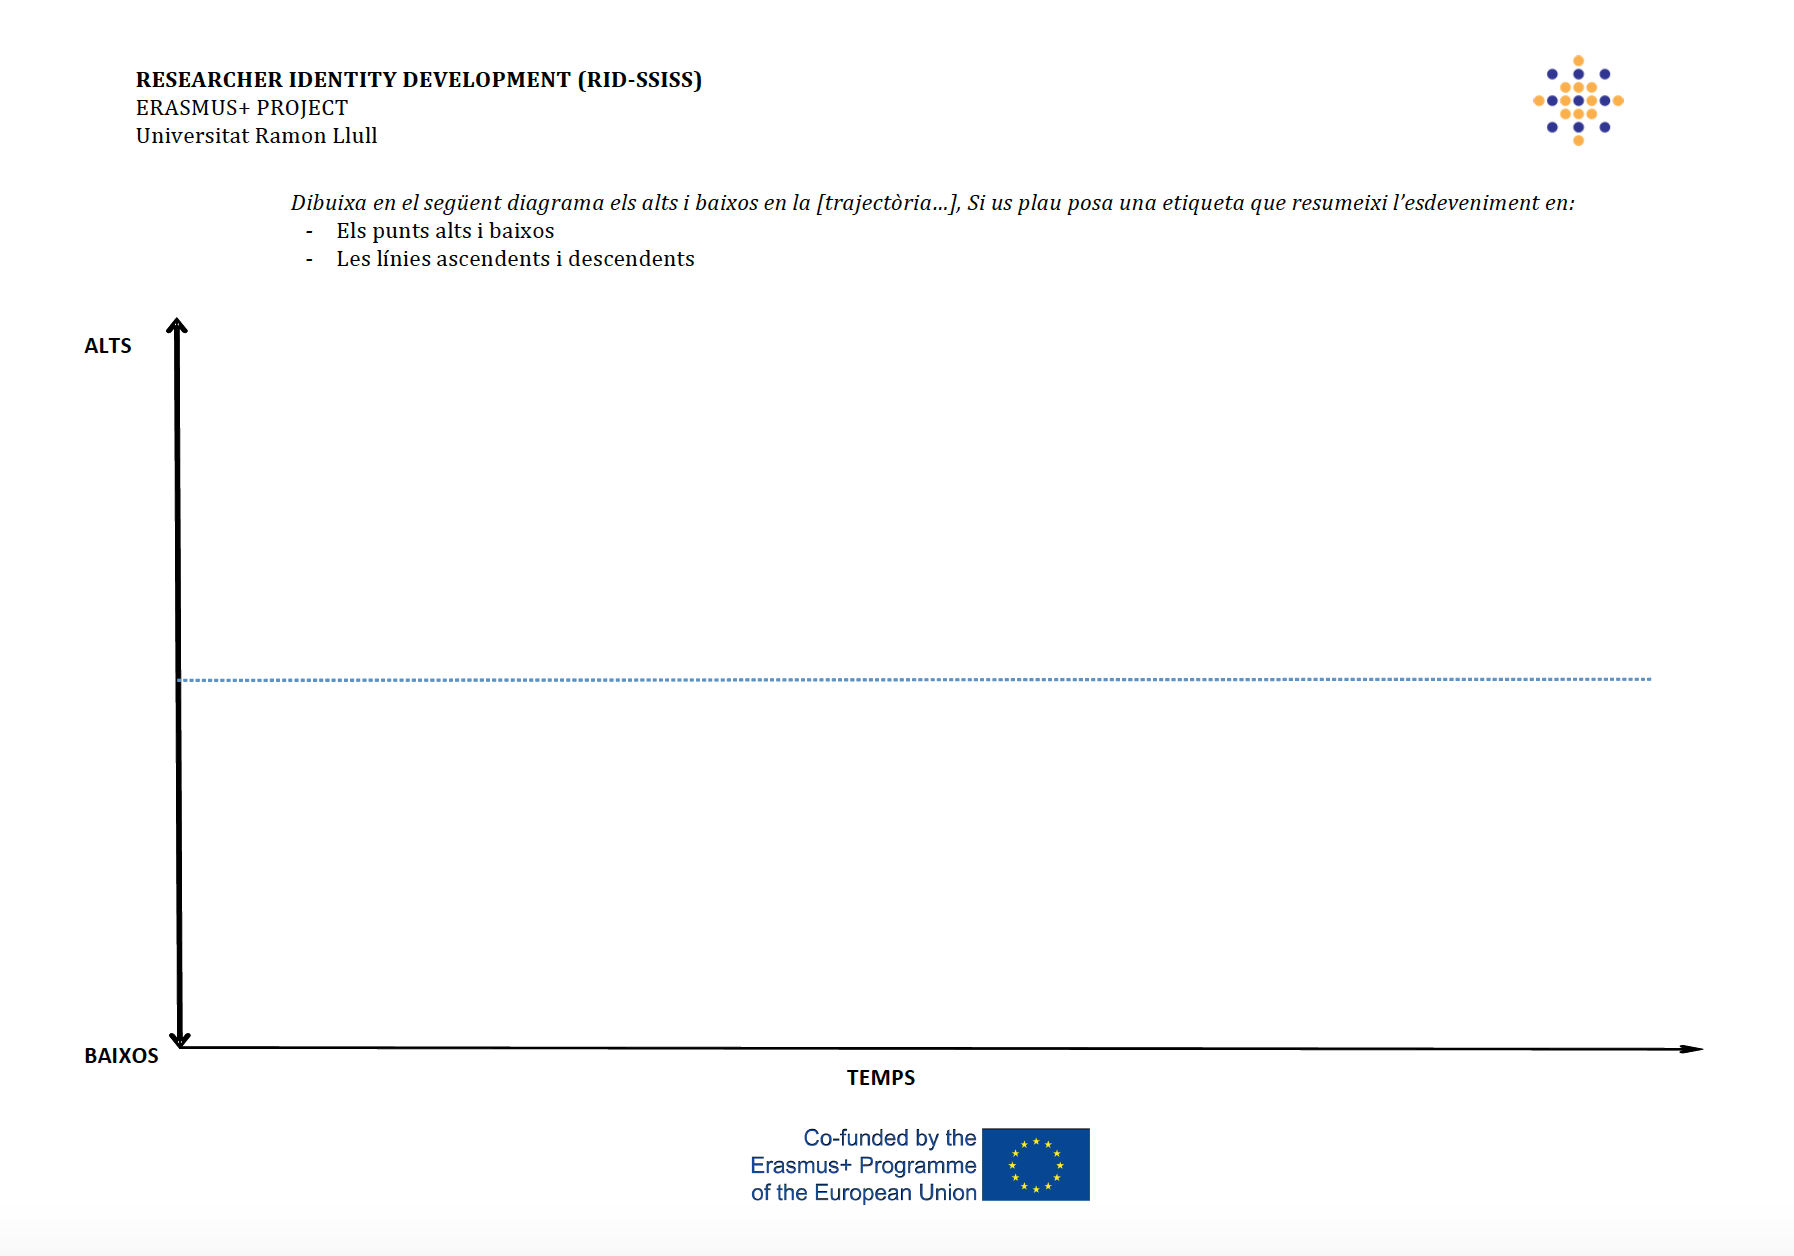 RESEARCHER IDENTITY DEVELOPMENT (RID-SSISS)
ERASMUS+ PROJECT
Universitat Ramon Llull
Dibuixa en el següent diagrama els alts i baixos en la [trajectòria...], Si us plau posa una etiqueta que resumeixi l’esdeveniment en:
- Els punts alts i baixos
- Les línies ascendents i descendents
ALTS
BAIXOS
TEMPS
Co-funded by the
Erasmus+ Programme
of the European Union